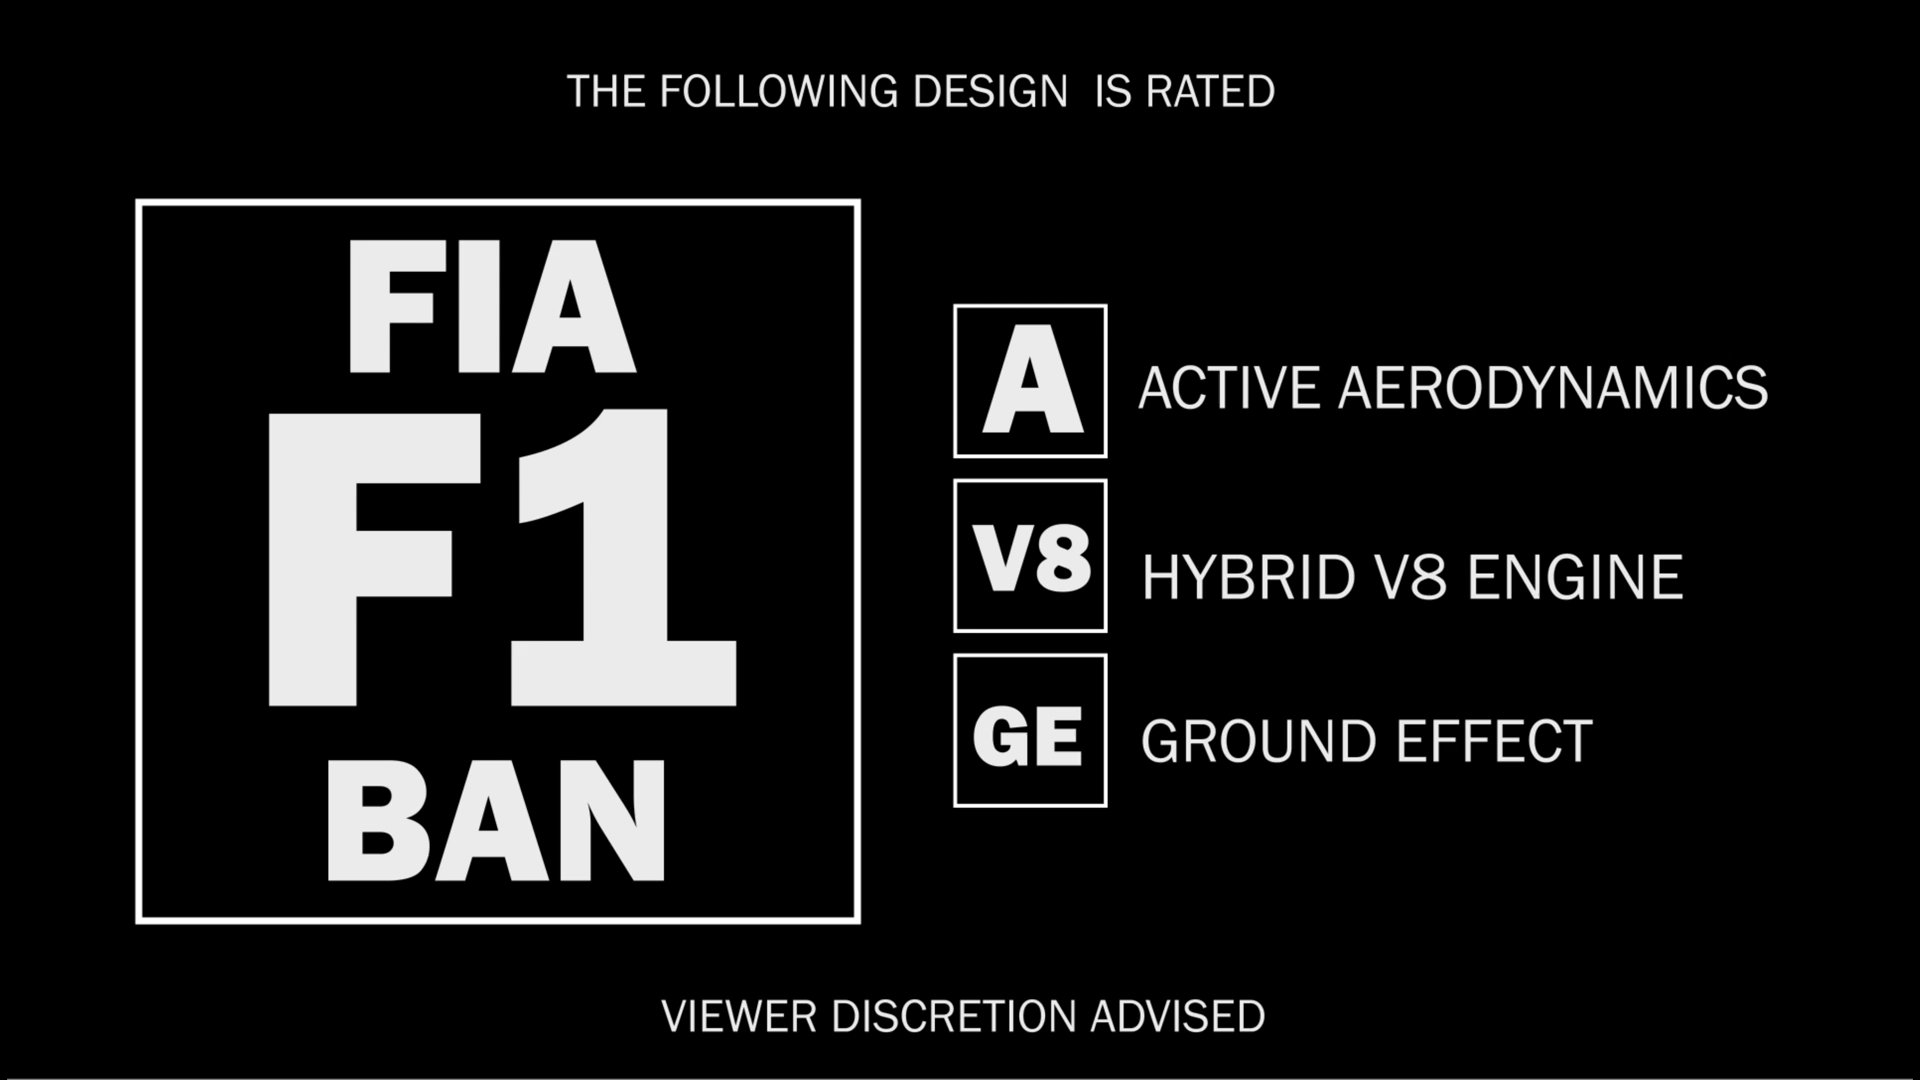 THE FOLLOWING DESIGN  IS RATED
FIA
F1
BAN
A ACTIVE AERODYNAMICS
V8 HYBRID V8 ENGINE
GE GROUND EFFECT
VIEWER DISCRETION ADVISED